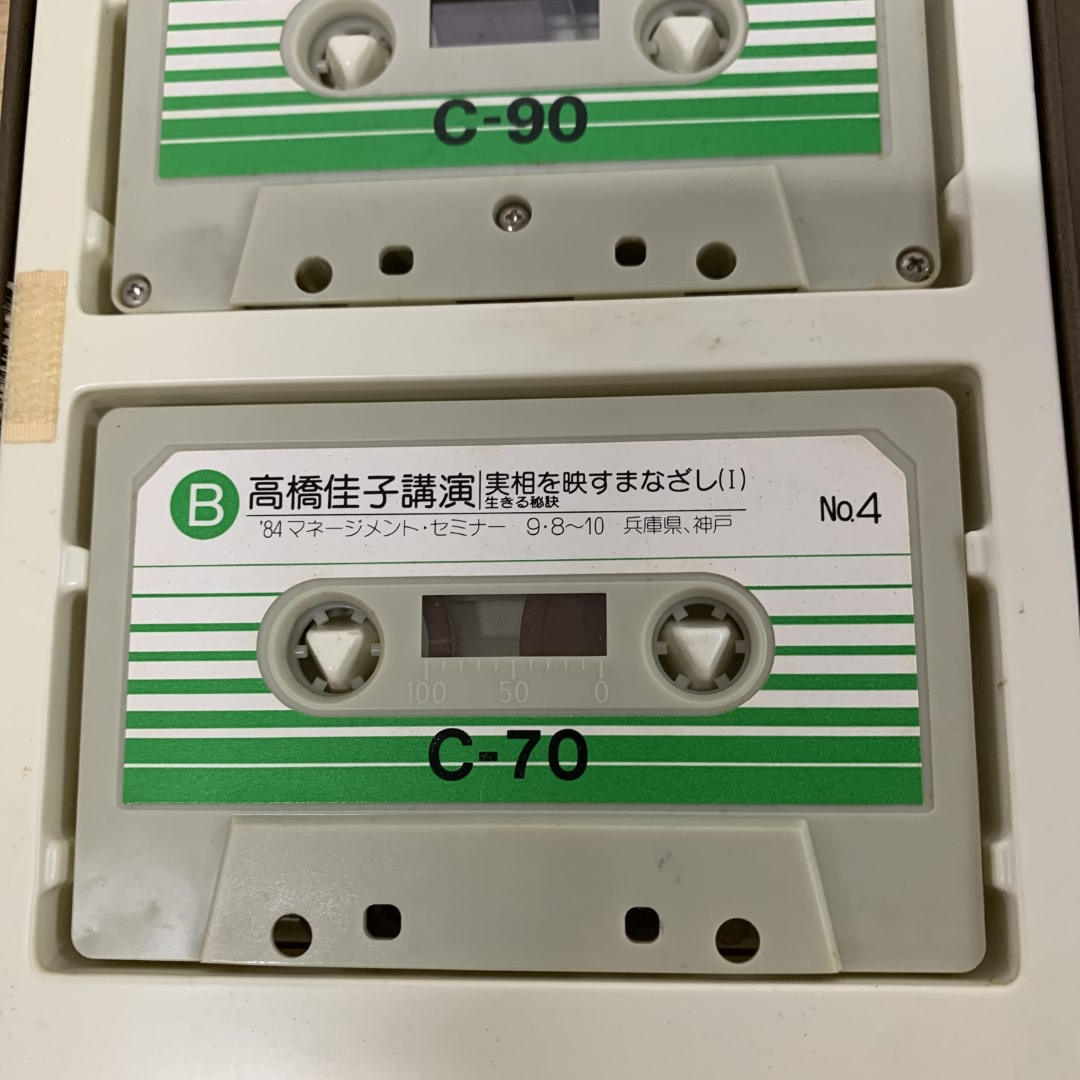 C-90
B 高橋佳子講演 実相を映すまなざし(I)
生きる秘訣
No.4
'84 マネージメント・セミナー 9・8〜10 兵庫県、神戸
100 50 0
C-70